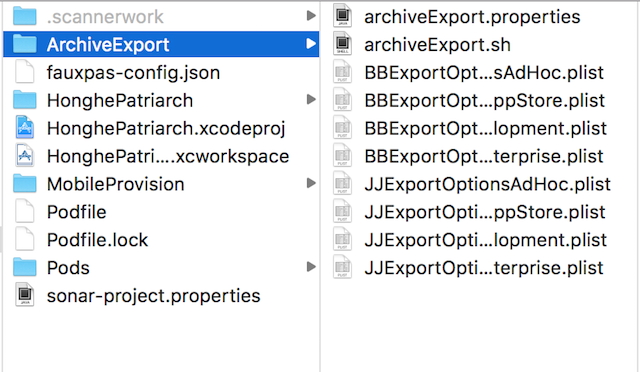 .scannerwork
ArchiveExport
fauxpas-config.json
HonghePatriarch
HonghePatriarch.xcodeproj
HonghePatri....xcworkspace
MobileProvision
Podfile
Podfile.lock
Pods
sonar-project.properties
archiveExport.properties
archiveExport.sh
BBExportOpt...sAdHoc.plist
BBExportOpt...ppStore.plist
BBExportOpt...lopment.plist
BBExportOpt...terprise.plist
JJExportOptionsAdHoc.plist
JJExportOpti...ppStore.plist
JJExportOpti...lopment.plist
JJExportOpti...terprise.plist